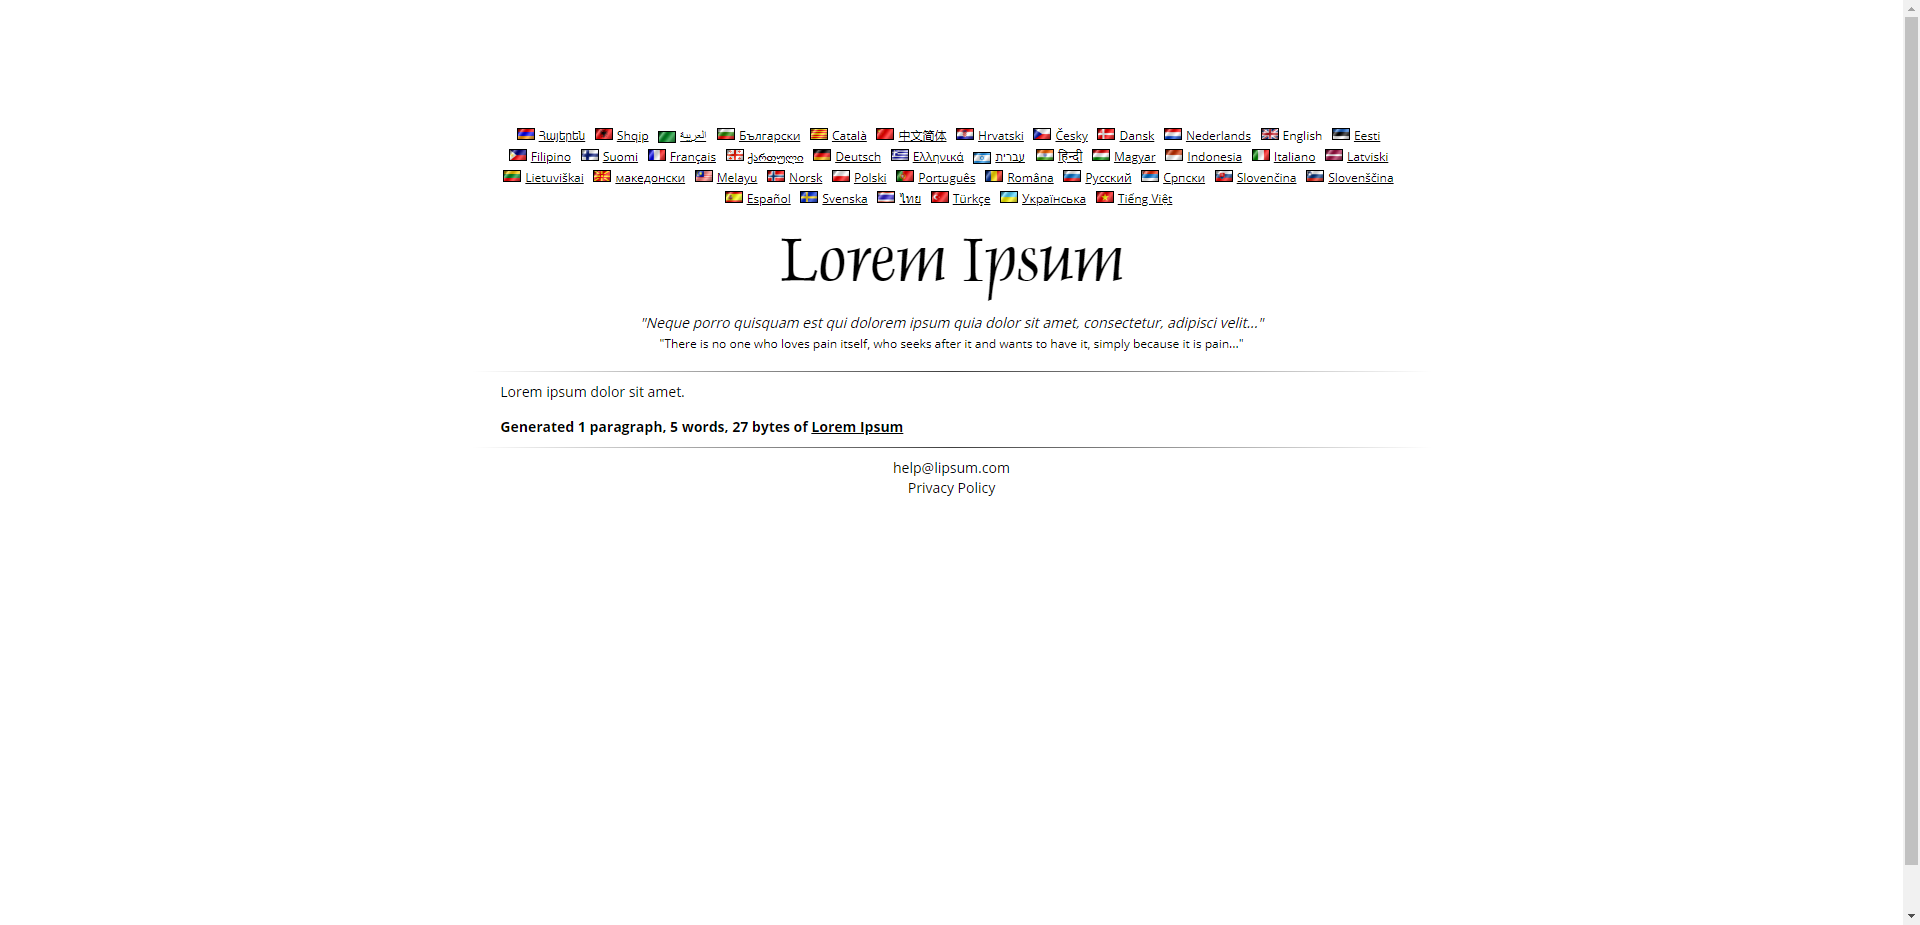 Հայերեն Shqip العربية Български Català 中文简体 Hrvatski Česky Dansk Nederlands English Eesti
Filipino Suomi Français ქართული Deutsch Ελληνικά עברית हिन्दी Magyar Indonesia Italiano Latviski
Lietuviškai македонски Melayu Norsk Polski Português Româna Русский Српски Slovenčina Slovenščina
Español Svenska ไทย Türkçe Українська Tiếng Việt
Lorem Ipsum
"Neque porro quisquam est qui dolorem ipsum quia dolor sit amet, consectetur, adipisci velit..."
"There is no one who loves pain itself, who seeks after it and wants to have it, simply because it is pain..."
Lorem ipsum dolor sit amet.
Generated 1 paragraph, 5 words, 27 bytes of Lorem Ipsum
help@lipsum.com
Privacy Policy